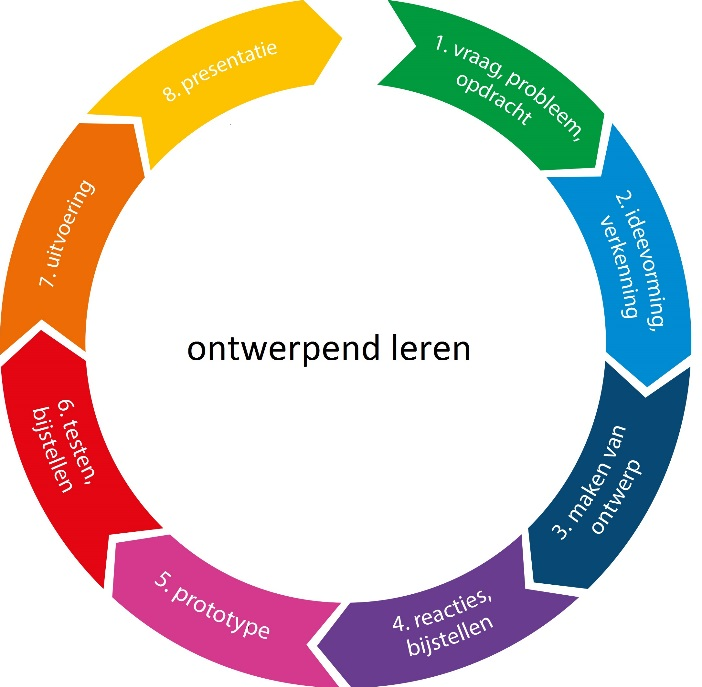 1. vraag, probleem,
opdracht
2. ideevorming,
verkenning
3. maken van
ontwerp
4. reacties,
bijstellen
5. prototype
6. testen,
bijstellen
7. uitvoering
8. presentatie
ontwerpend leren